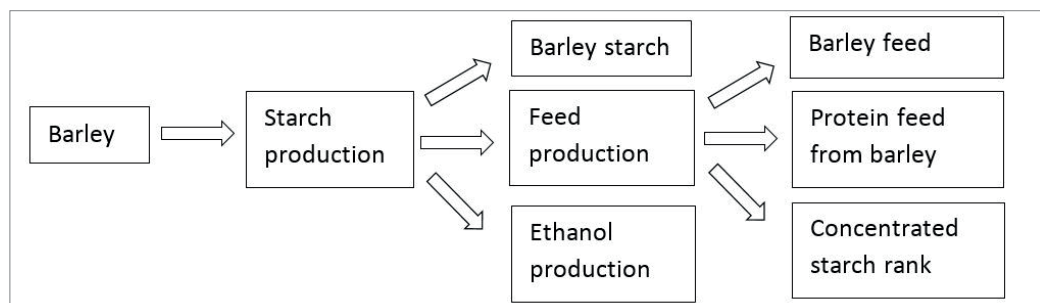 Barley
Starch
production
Barley starch
Feed
production
Ethanol
production
Barley feed
Protein feed
from barley
Concentrated
starch rank